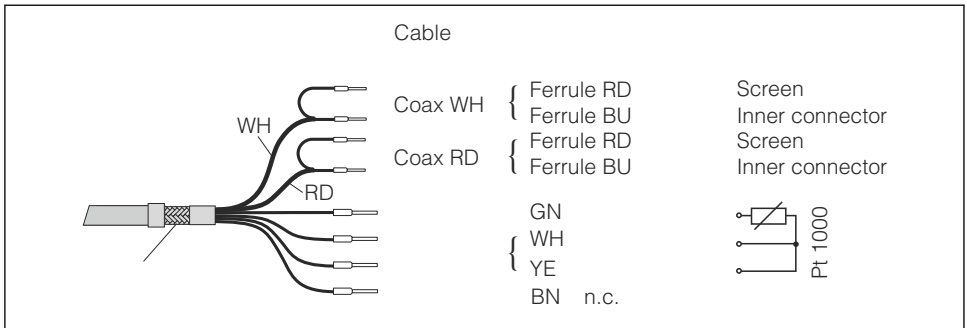 Cable
Coax WH { Ferrule RD Screen
Ferrule BU Inner connector
Coax RD { Ferrule RD Screen
Ferrule BU Inner connector
WH
RD
GN
{ WH
YE
BN n.c.
Pt 1000